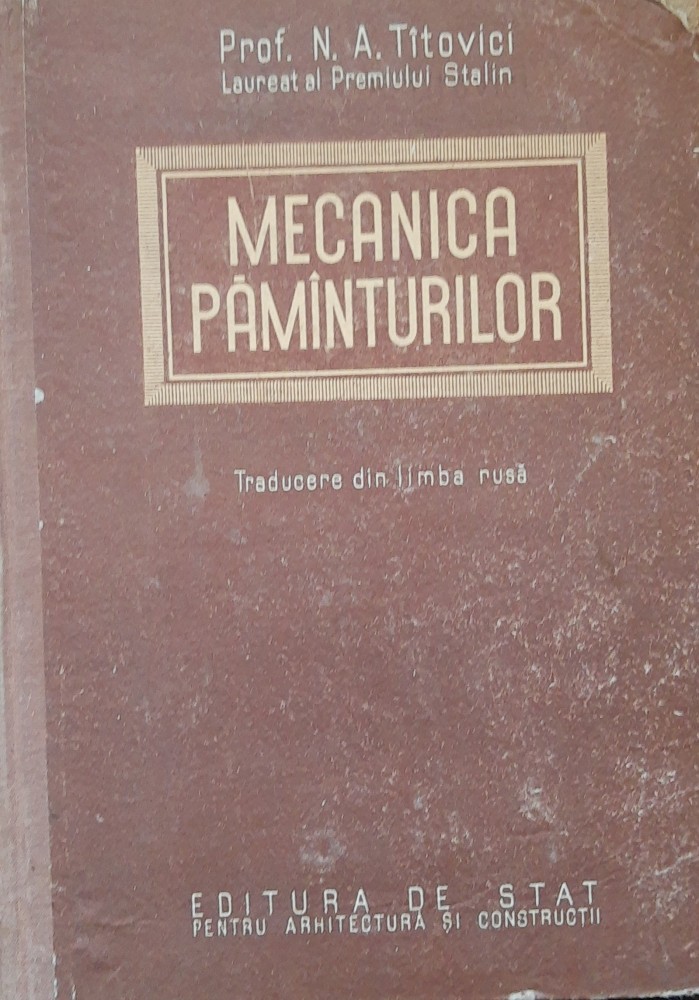 Prof. N. A. Tîtovici
Laureat al Premiului Stalin
MECANICA
PĂMÎNTURILOR
Traducere din limba rusă
EDITURA DE STAT
PENTRU ARHITECTURĂ ȘI CONSTRUCȚII